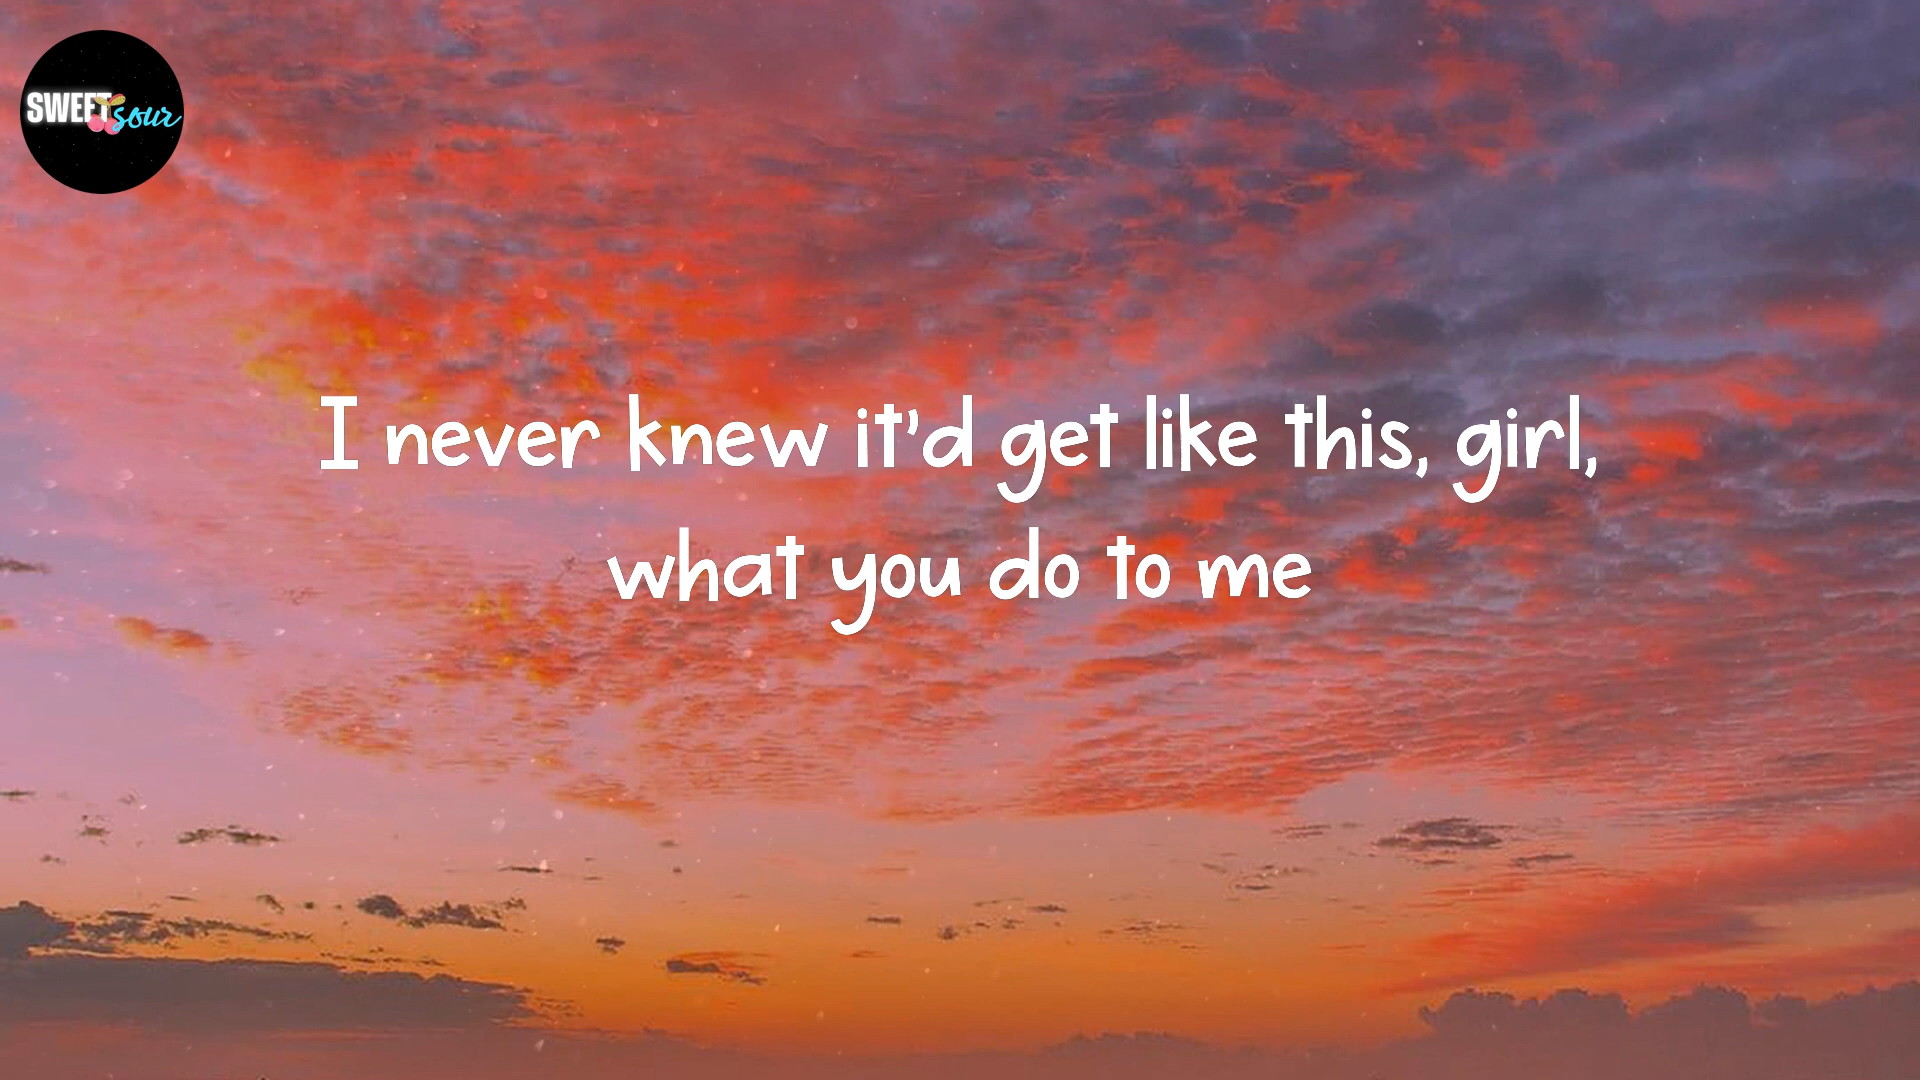 SWEET sour
I never knew it'd get like this, girl,
what you do to me